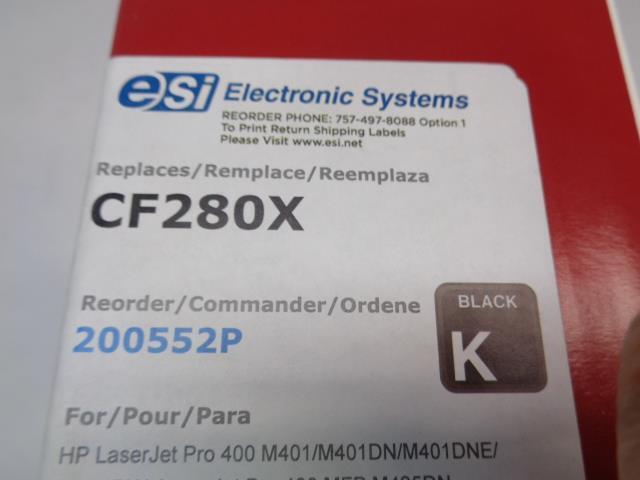 esi Electronic Systems
REORDER PHONE: 757-497-8088 Option 1
To Print Return Shipping Labels
Please Visit www.esi.net
Replaces/Remplace/Reemplaza
CF280X
Reorder/Commander/Ordene
200552P
BLACK
K
For/Pour/Para
HP LaserJet Pro 400 M401/M401DN/M401DNE/